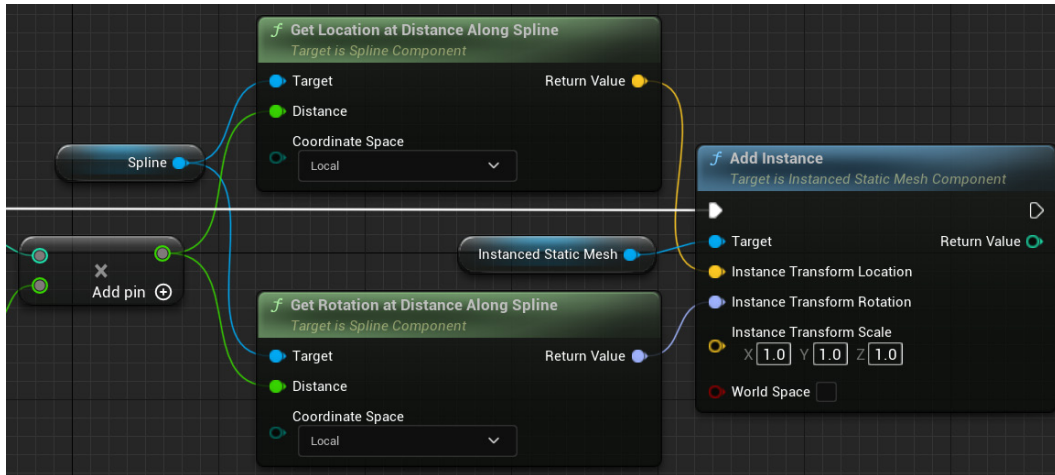 f Get Location at Distance Along Spline
Target is Spline Component
Target Return Value
Distance
Coordinate Space
Local
Spline
f Add Instance
Target is Instanced Static Mesh Component
Instanced Static Mesh
Target Return Value
Instance Transform Location
Instance Transform Rotation
Instance Transform Scale
X 1.0 Y 1.0 Z 1.0
World Space
×
Add pin
f Get Rotation at Distance Along Spline
Target is Spline Component
Target Return Value
Distance
Coordinate Space
Local